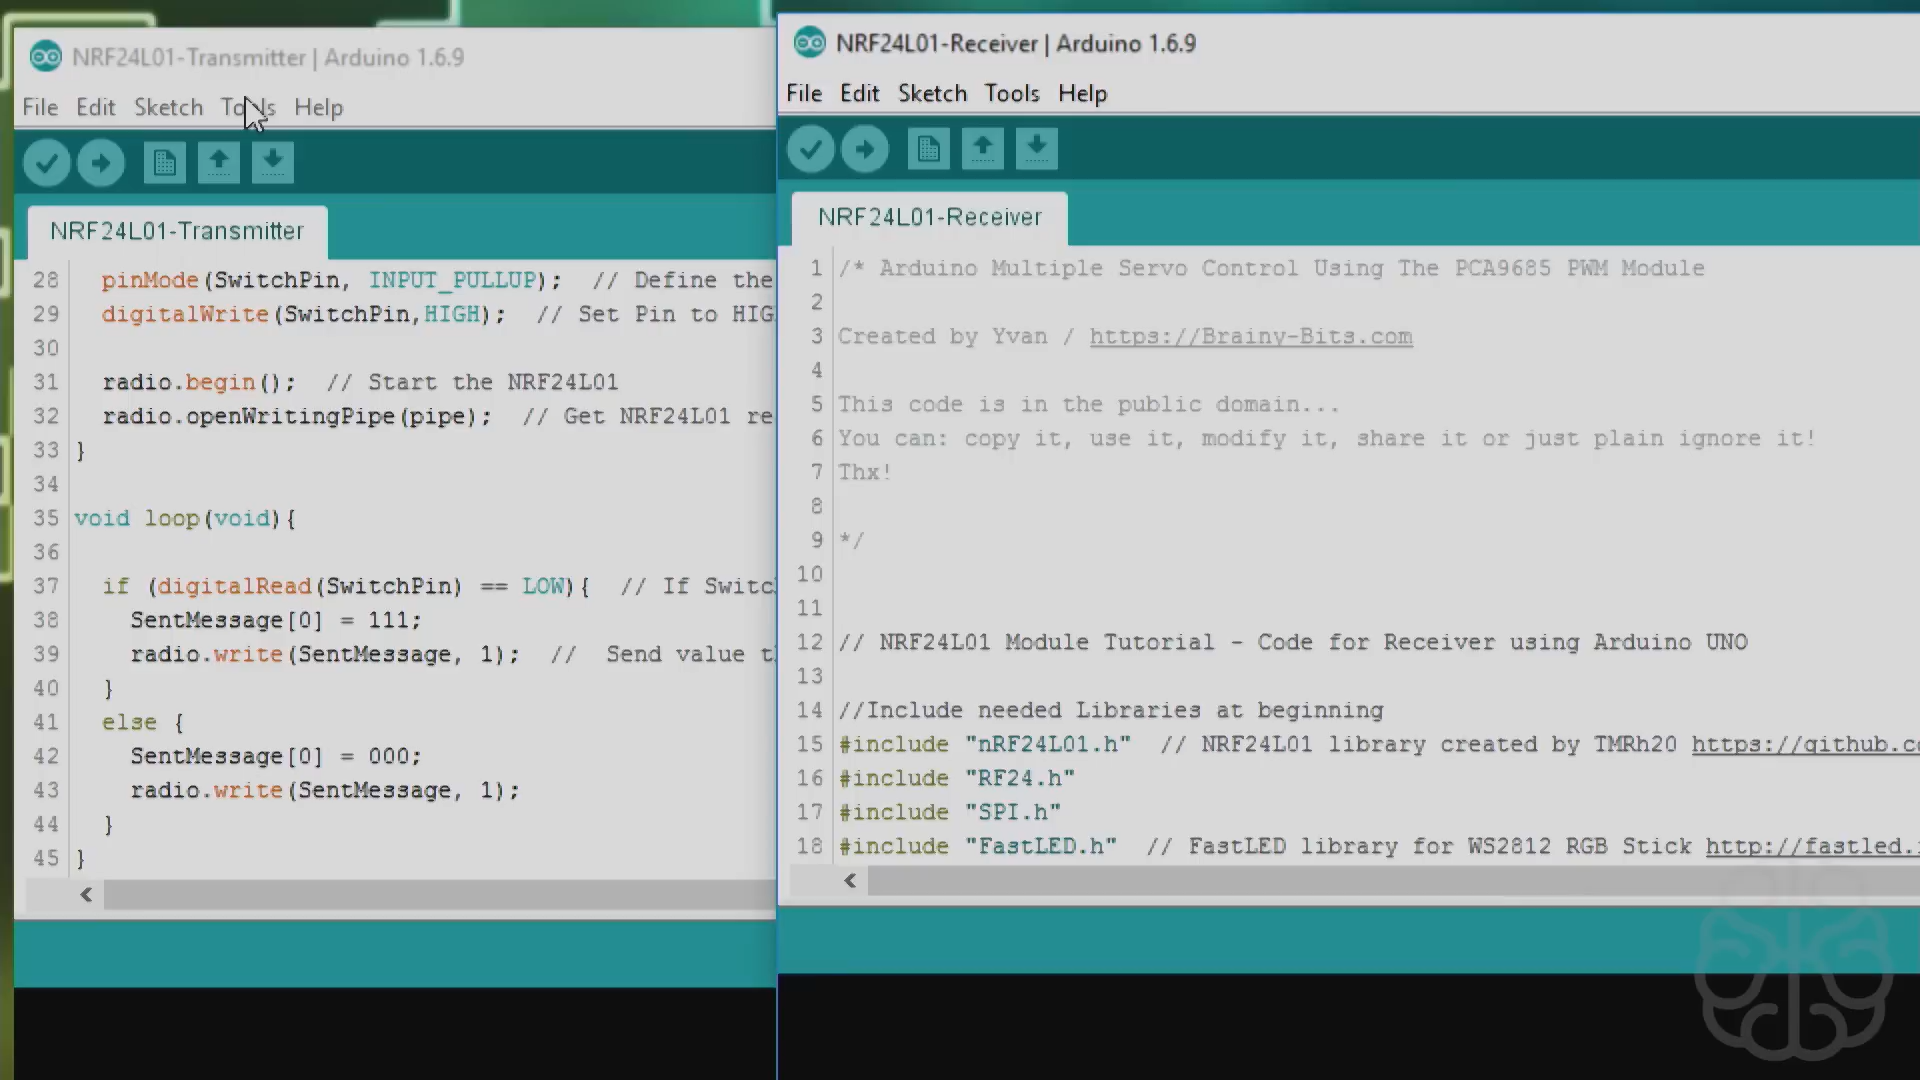 NRF24L01-Transmitter | Arduino 1.6.9
File Edit Sketch Tools Help
NRF24L01-Transmitter
28 pinMode(SwitchPin, INPUT_PULLUP); // Define the
29 digitalWrite(SwitchPin,HIGH); // Set Pin to HIG
30
31 radio.begin(); // Start the NRF24L01
32 radio.openWritingPipe(pipe); // Get NRF24L01 re
33 }
34
35 void loop(void){
36
37 if (digitalRead(SwitchPin) == LOW){ // If Switc
38 SentMessage[0] = 111;
39 radio.write(SentMessage, 1); // Send value t
40 }
41 else {
42 SentMessage[0] = 000;
43 radio.write(SentMessage, 1);
44 }
45 }
NRF24L01-Receiver | Arduino 1.6.9
File Edit Sketch Tools Help
NRF24L01-Receiver
1 /* Arduino Multiple Servo Control Using The PCA9685 PWM Module
2
3 Created by Yvan / https://Brainy-Bits.com
4
5 This code is in the public domain...
6 You can: copy it, use it, modify it, share it or just plain ignore it!
7 Thx!
8
9 */
10
11
12 // NRF24L01 Module Tutorial - Code for Receiver using Arduino UNO
13
14 //Include needed Libraries at beginning
15 #include "nRF24L01.h" // NRF24L01 library created by TMRh20 https://github.co
16 #include "RF24.h"
17 #include "SPI.h"
18 #include "FastLED.h" // FastLED library for WS2812 RGB Stick http://fastled.i